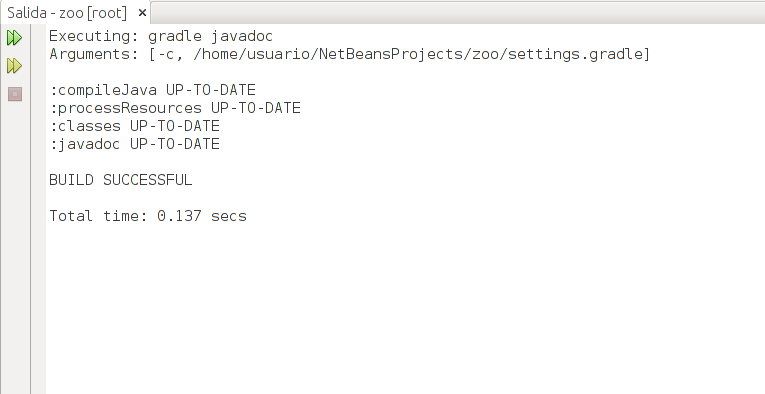 Salida - zoo [root] ×
Executing: gradle javadoc
Arguments: [-c, /home/usuario/NetBeansProjects/zoo/settings.gradle]
:compileJava UP-TO-DATE
:processResources UP-TO-DATE
:classes UP-TO-DATE
:javadoc UP-TO-DATE
BUILD SUCCESSFUL
Total time: 0.137 secs